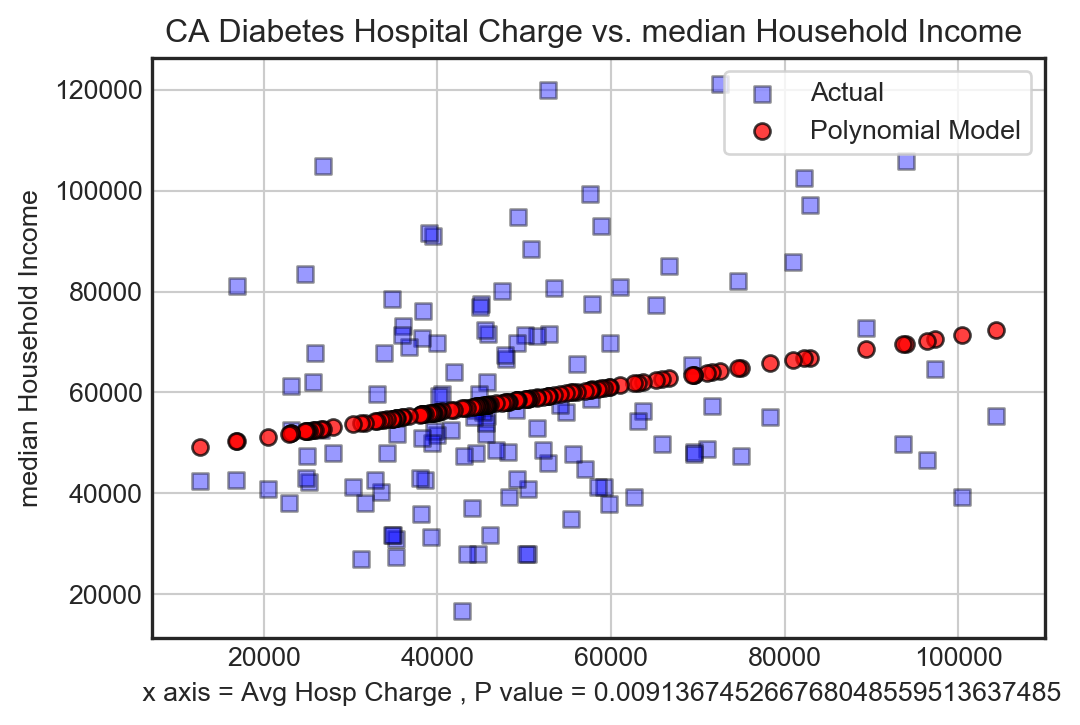 CA Diabetes Hospital Charge vs. median Household Income
Actual
Polynomial Model
median Household Income
120000
100000
80000
60000
40000
20000
20000 40000 60000 80000 100000
x axis = Avg Hosp Charge , P value = 0.009136745266768048559513637485